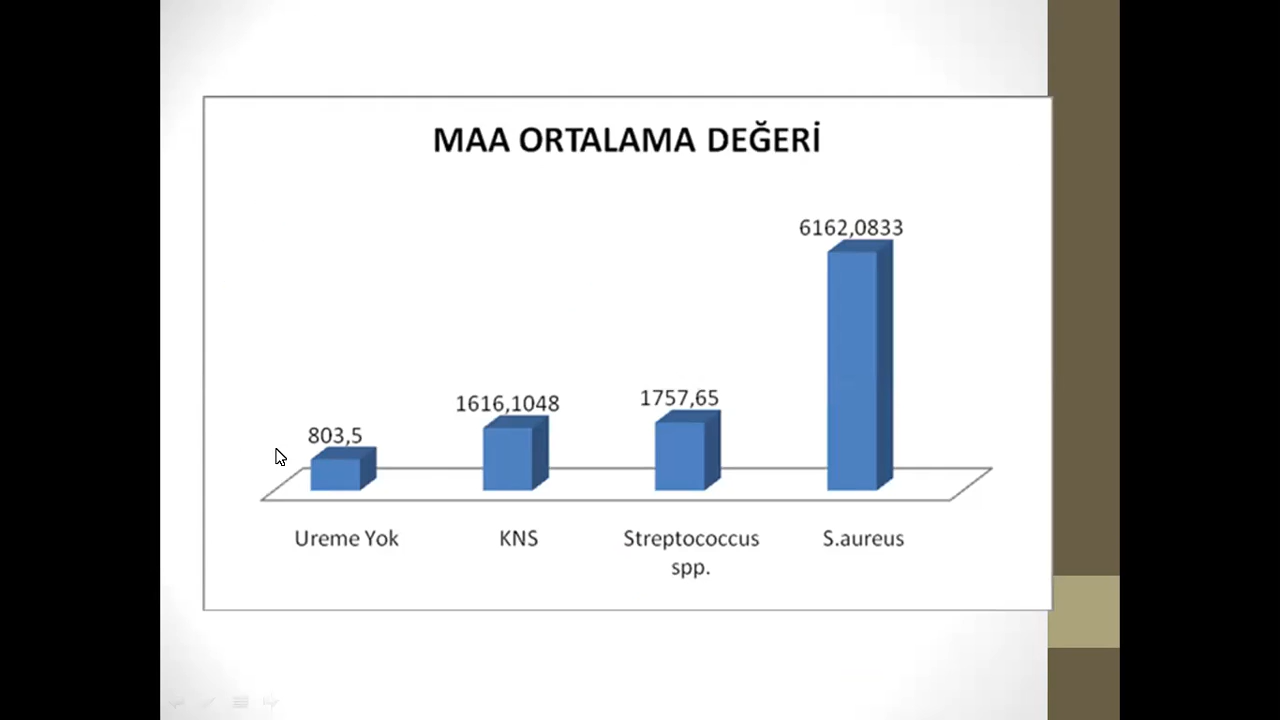 MAA ORTALAMA DEĞERİ
6162,0833
1757,65
1616,1048
803,5
Ureme Yok
KNS
Streptococcus
spp.
S.aureus